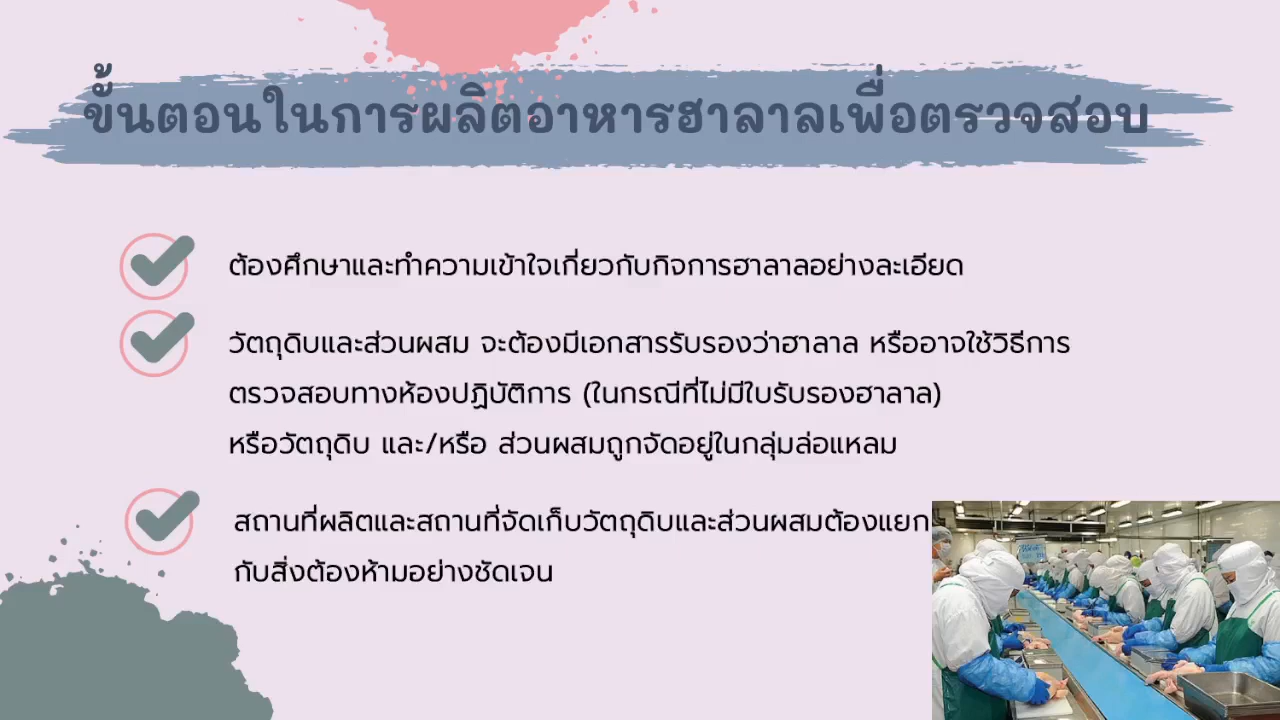 ขั้นตอนในการผลิตอาหารฮาลาลเพื่อตรวจสอบ
ต้องศึกษาและทำความเข้าใจเกี่ยวกับกิจการฮาลาลอย่างละเอียด
วัตถุดิบและส่วนผสม จะต้องมีเอกสารรับรองว่าฮาลาล หรืออาจใช้วิธีการ
ตรวจสอบทางห้องปฏิบัติการ (ในกรณีที่ไม่มีใบรับรองฮาลาล)
หรือวัตถุดิบ และ/หรือ ส่วนผสมถูกจัดอยู่ในกลุ่มล่อแหลม
สถานที่ผลิตและสถานที่จัดเก็บวัตถุดิบและส่วนผสมต้องแยก
กับสิ่งต้องห้ามอย่างชัดเจน